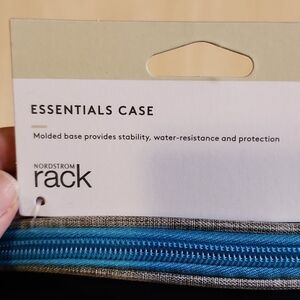 ESSENTIALS CASE
Molded base provides stability, water-resistance and protection
NORDSTROM
rack